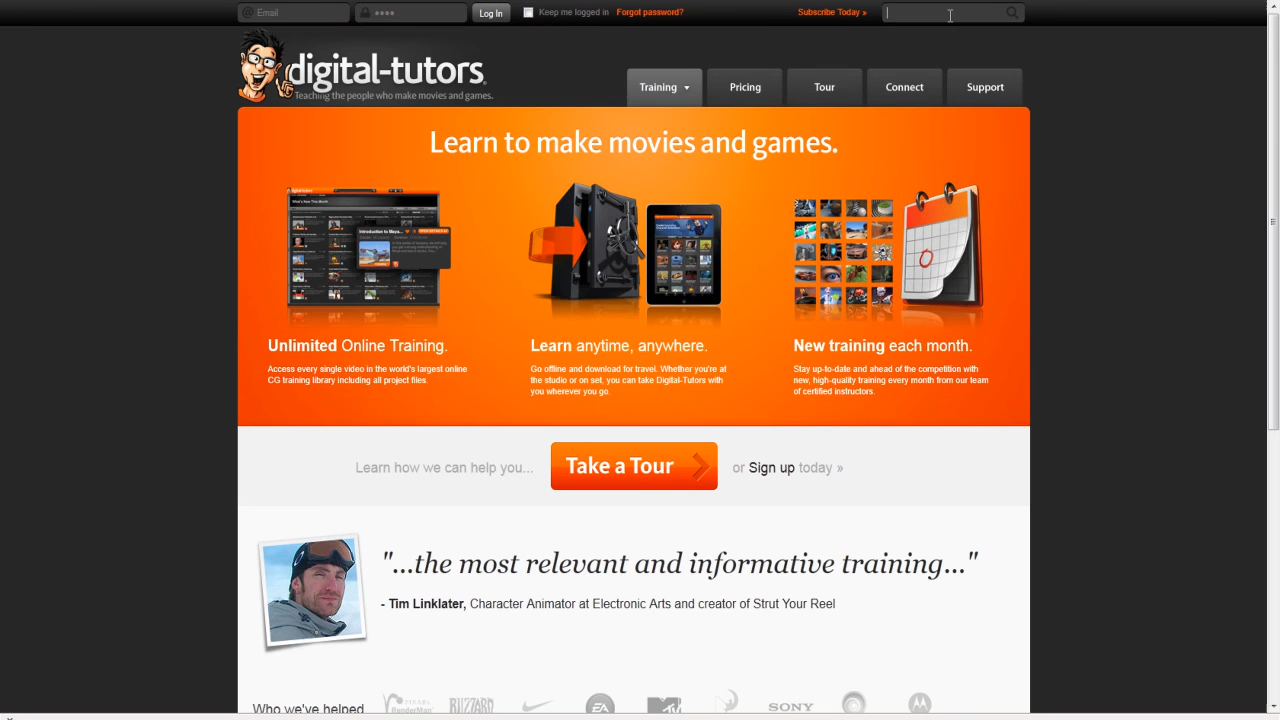 Email
Log In
Keep me logged in
Forgot password?
Subscribe Today »
digital-tutors
Teaching the people who make movies and games.
Training
Pricing
Tour
Connect
Support
Learn to make movies and games.
Introduction to Maya...
Unlimited Online Training.
Access every single video in the world's largest online
CG training library including all project files.
Learn anytime, anywhere.
Go offline and download for travel. Whether you're at
the studio or on set, you can take Digital-Tutors with
you wherever you go.
New training each month.
Stay up-to-date and ahead of the competition with
new, high-quality training every month from our team
of certified instructors.
Learn how we can help you...
Take a Tour
or Sign up today »
"...the most relevant and informative training..."
- Tim Linklater, Character Animator at Electronic Arts and creator of Strut Your Reel
Who we've helped
RenderMan
BLIZZARD
EA
MTV
SONY